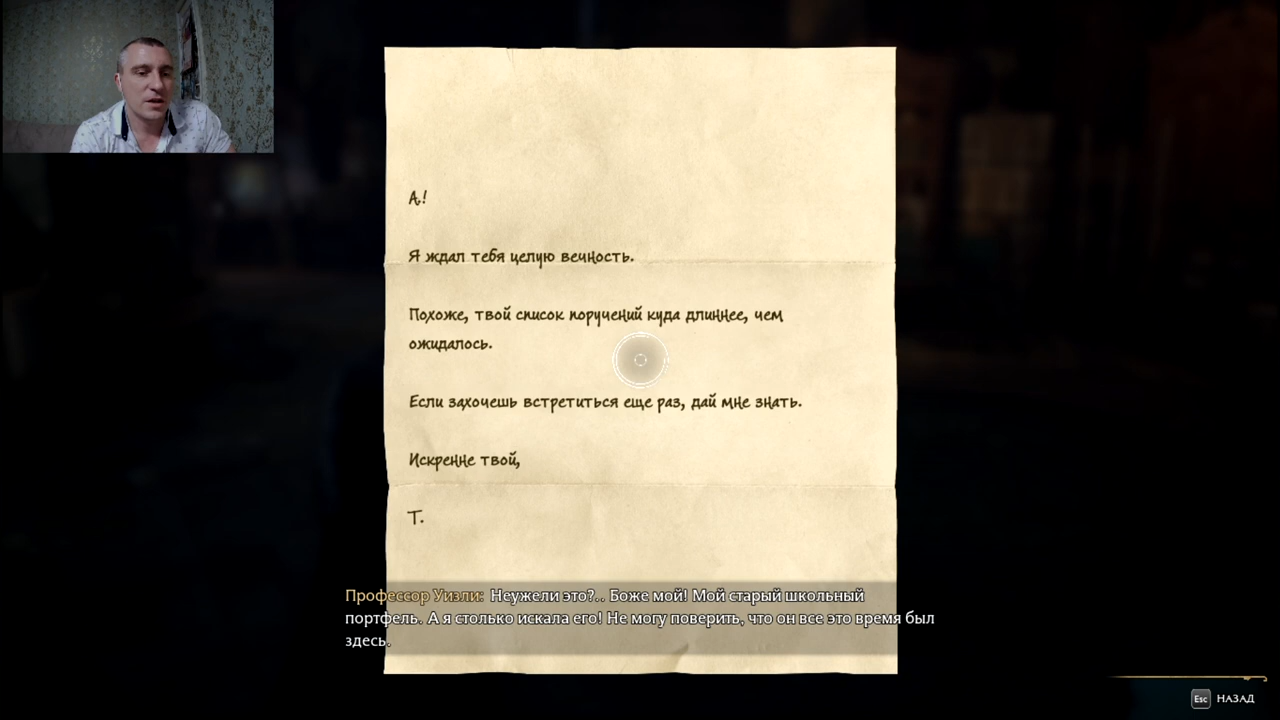 А!
Я ждал тебя целую вечность.
Похоже, твой список поручений куда длиннее, чем
ожидалось.
Если захочешь встретиться еще раз, дай мне знать.
Искренне твой,
Т.
Профессор Уизли: Неужели это?.. Боже мой! Мой старый школьный
портфель. А я столько искала его! Не могу поверить, что он все это время был
здесь.
Esc НАЗАД